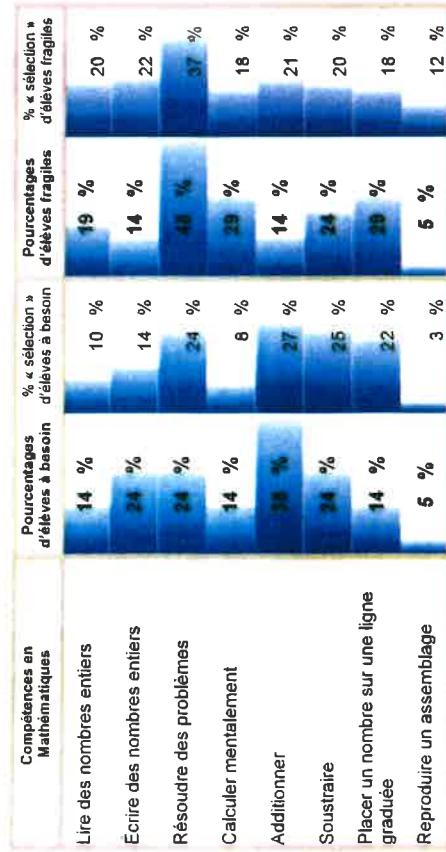 Compétences en Mathématiques
Pourcentages d'élèves à besoin
% « sélection » d'élèves à besoin
Pourcentages d'élèves fragiles
% « sélection » d'élèves fragiles
Lire des nombres entiers 14 % 10 % 19 % 20 %
Écrire des nombres entiers 24 % 14 % 14 % 22 %
Résoudre des problèmes 24 % 24 % 48 % 37 %
Calculer mentalement 14 % 8 % 29 % 18 %
Additionner 38 % 27 % 14 % 21 %
Soustraire 24 % 25 % 24 % 20 %
Placer un nombre sur une ligne graduée 14 % 22 % 29 % 18 %
Reproduire un assemblage 5 % 3 % 5 % 12 %